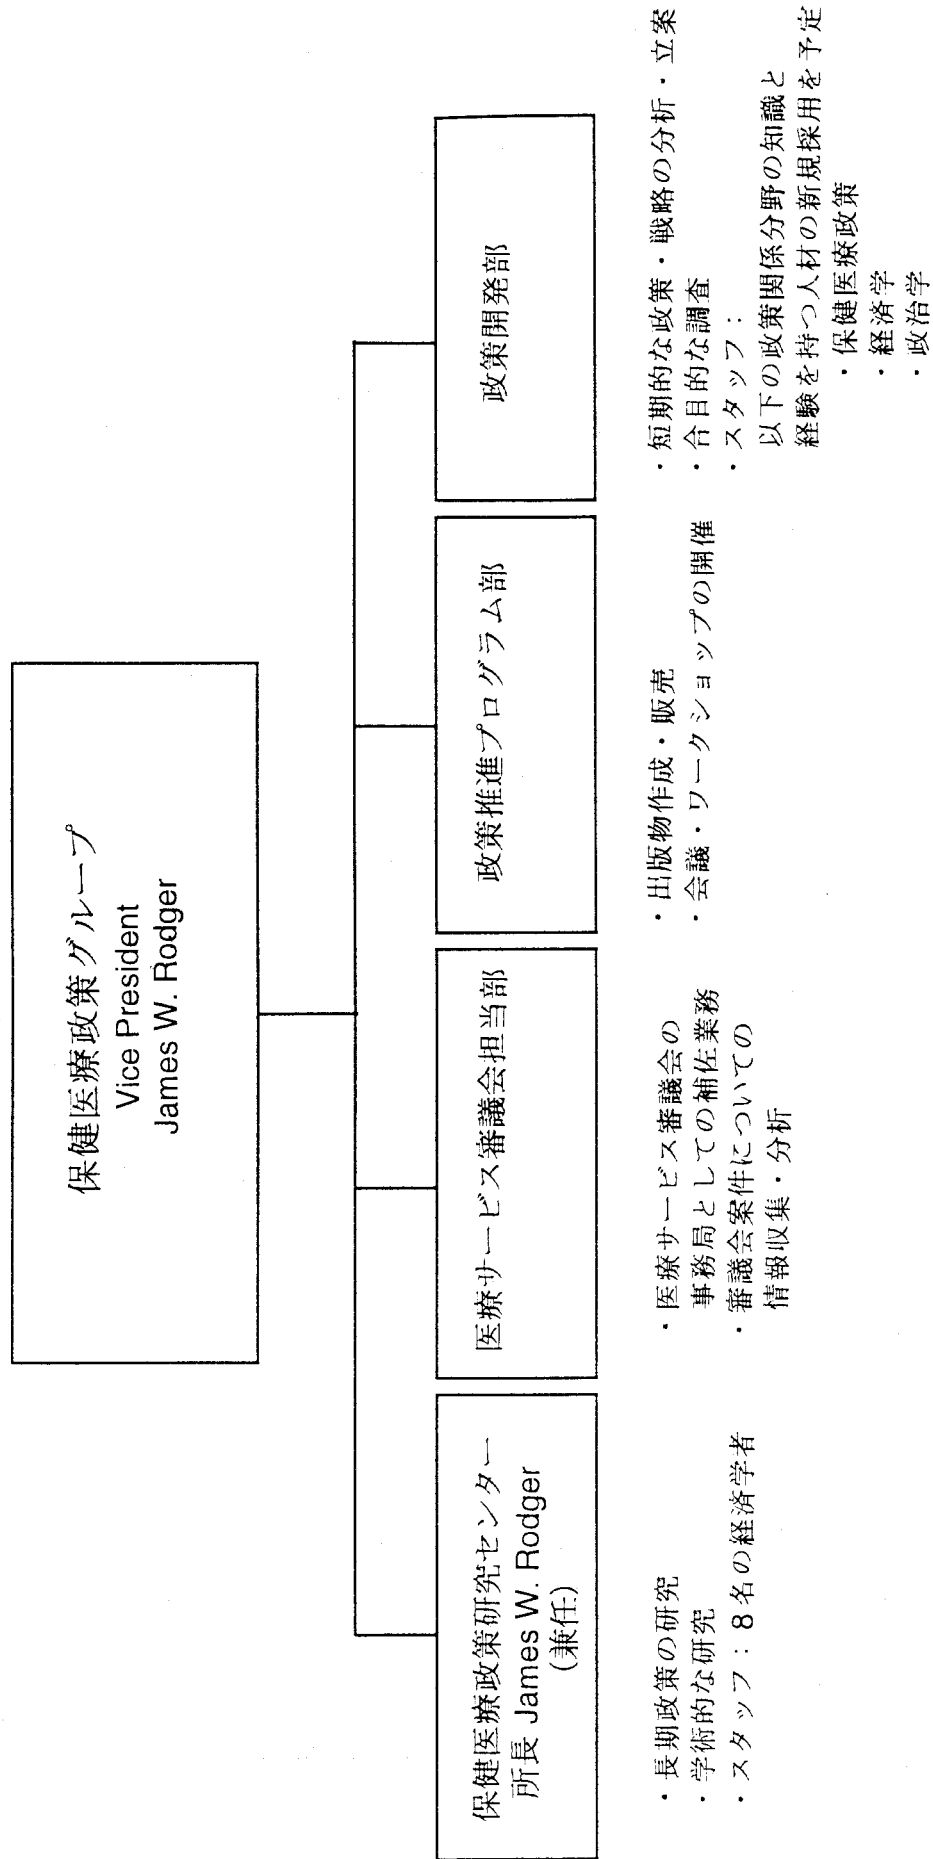 保健医療政策グループ
Vice President
James W. Rodger
保健医療政策研究センター
所長 James W. Rodger
(兼任)
・長期政策の研究
・学術的な研究
・スタッフ：8名の経済学者
医療サービス審議会担当部
・医療サービス審議会の
事務局としての補佐業務
・審議会案件についての
情報収集・分析
政策推進プログラム部
・出版物作成・販売
・会議・ワークショップの開催
政策開発部
・短期的な政策・戦略の分析・立案
・合目的な調査
・スタッフ：
以下の政策関係分野の知識と
経験を持つ人材の新規採用を予定
・保健医療政策
・経済学
・政治学